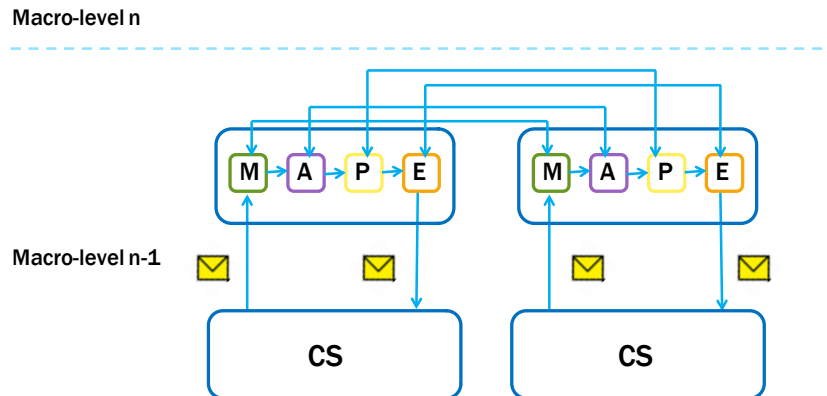 Macro-level n
M A P E M A P E
Macro-level n-1
CS CS